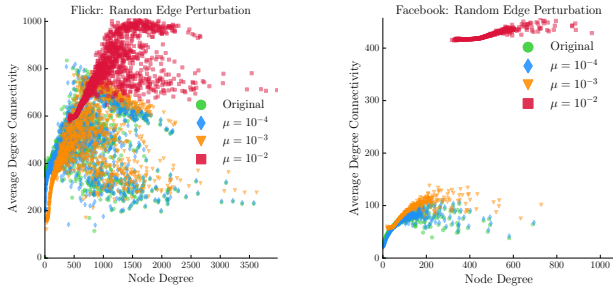 Flickr: Random Edge Perturbation
1000
800
600
400
200
0
0 500 1000 1500 2000 2500 3000 3500
Average Degree Connectivity
Node Degree
Original
μ = 10⁻⁴
μ = 10⁻³
μ = 10⁻²
Facebook: Random Edge Perturbation
400
300
200
100
0
0 200 400 600 800 1000
Average Degree Connectivity
Node Degree
Original
μ = 10⁻⁴
μ = 10⁻³
μ = 10⁻²